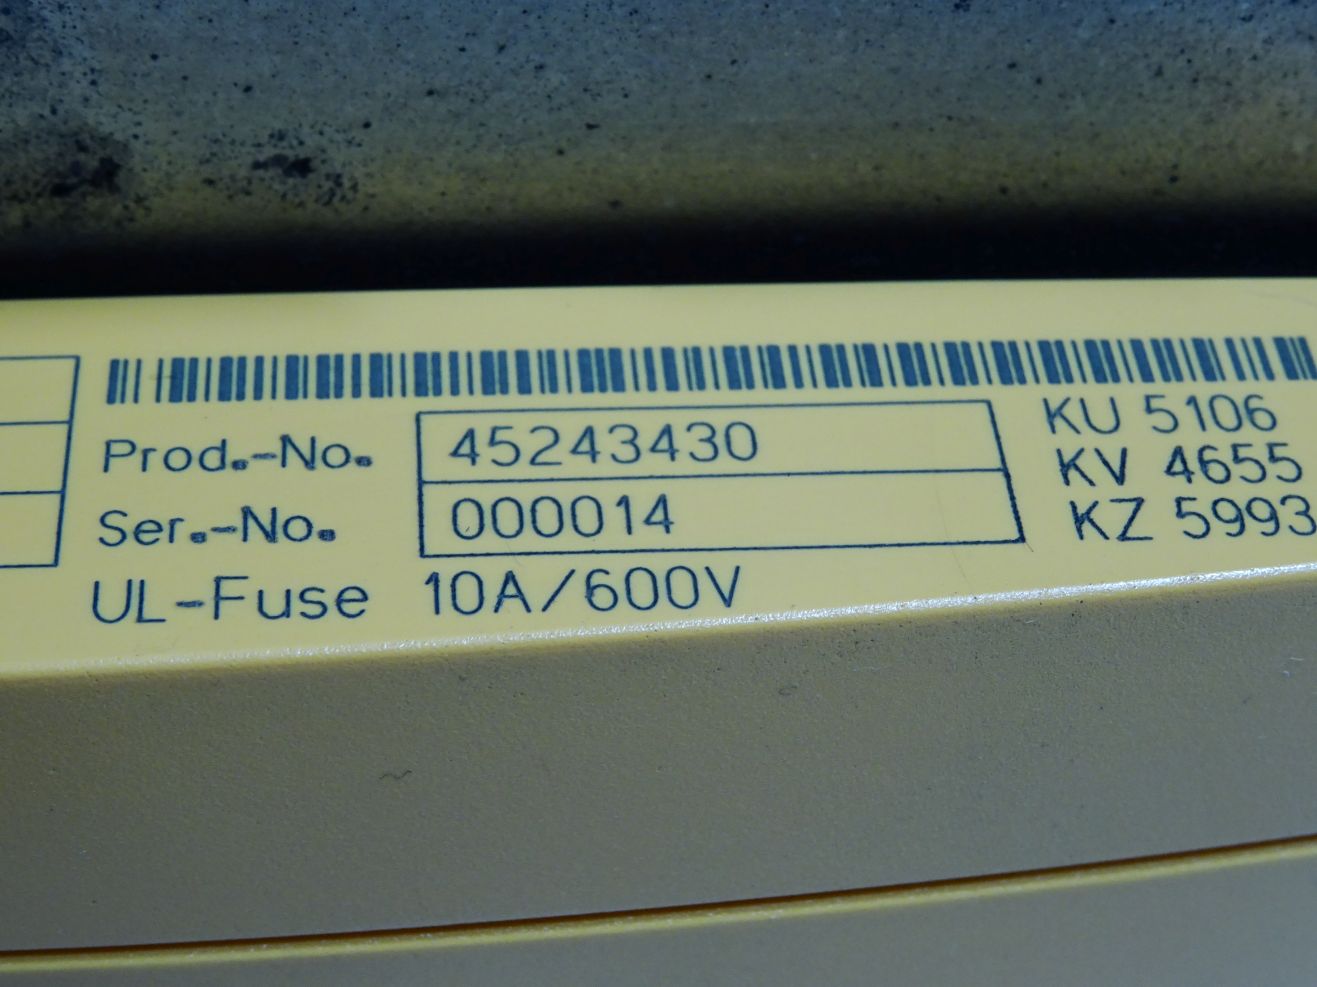 Prod.-No. 45243430
Ser.-No. 000014
UL-Fuse 10A/600V
KU 5106
KV 4655
KZ 5993